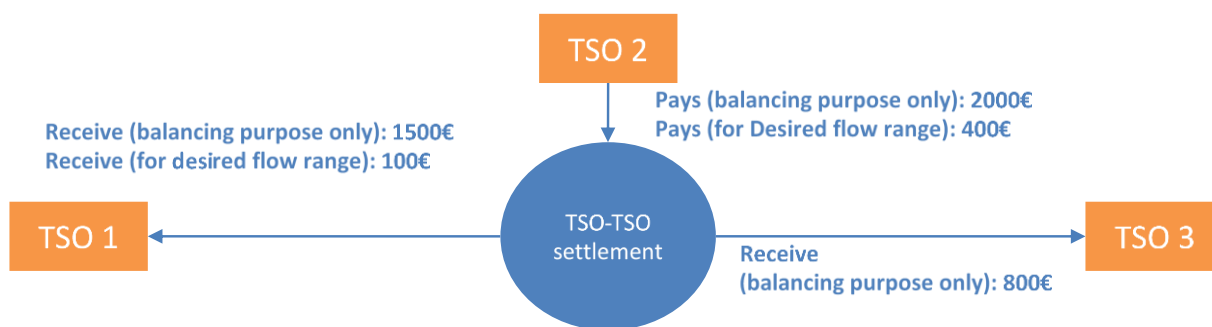 TSO 2
Pays (balancing purpose only): 2000€
Pays (for Desired flow range): 400€
Receive (balancing purpose only): 1500€
Receive (for desired flow range): 100€
TSO 1
TSO-TSO
settlement
TSO 3
Receive
(balancing purpose only): 800€